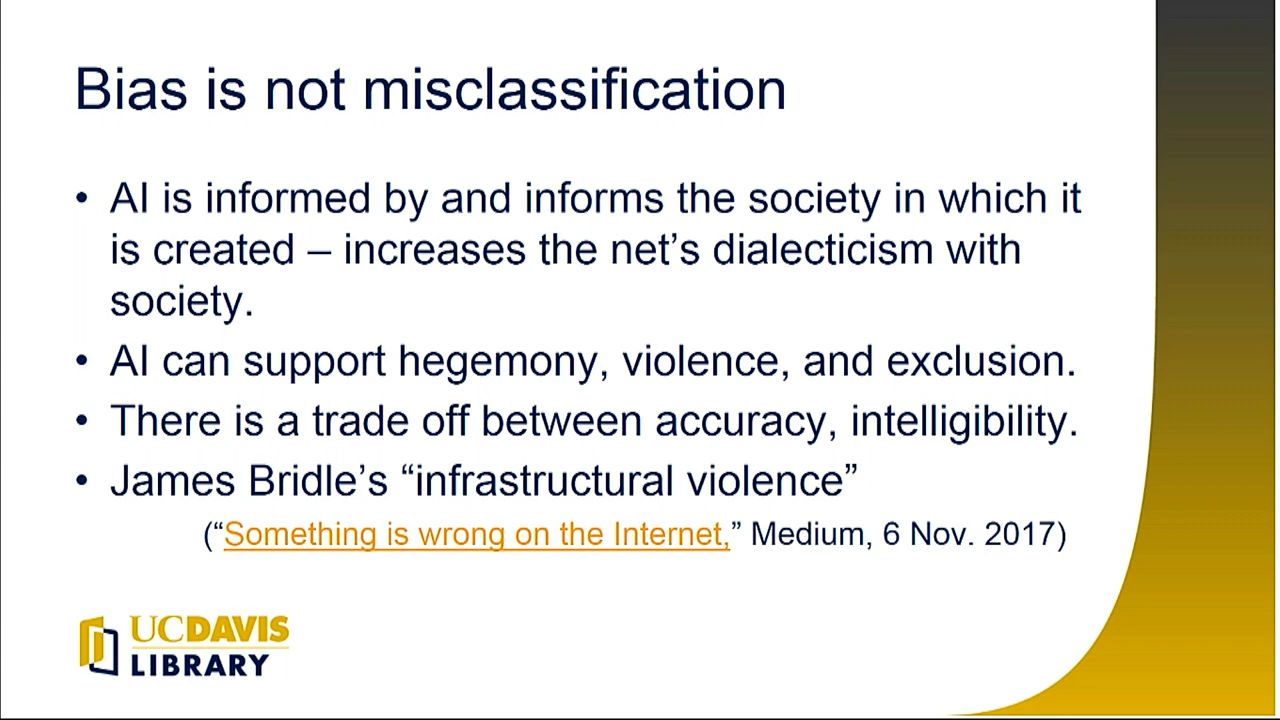 Bias is not misclassification
• AI is informed by and informs the society in which it
is created – increases the net’s dialecticism with
society.
• AI can support hegemony, violence, and exclusion.
• There is a trade off between accuracy, intelligibility.
• James Bridle’s “infrastructural violence”
(“Something is wrong on the Internet,” Medium, 6 Nov. 2017)
UCDAVIS
LIBRARY